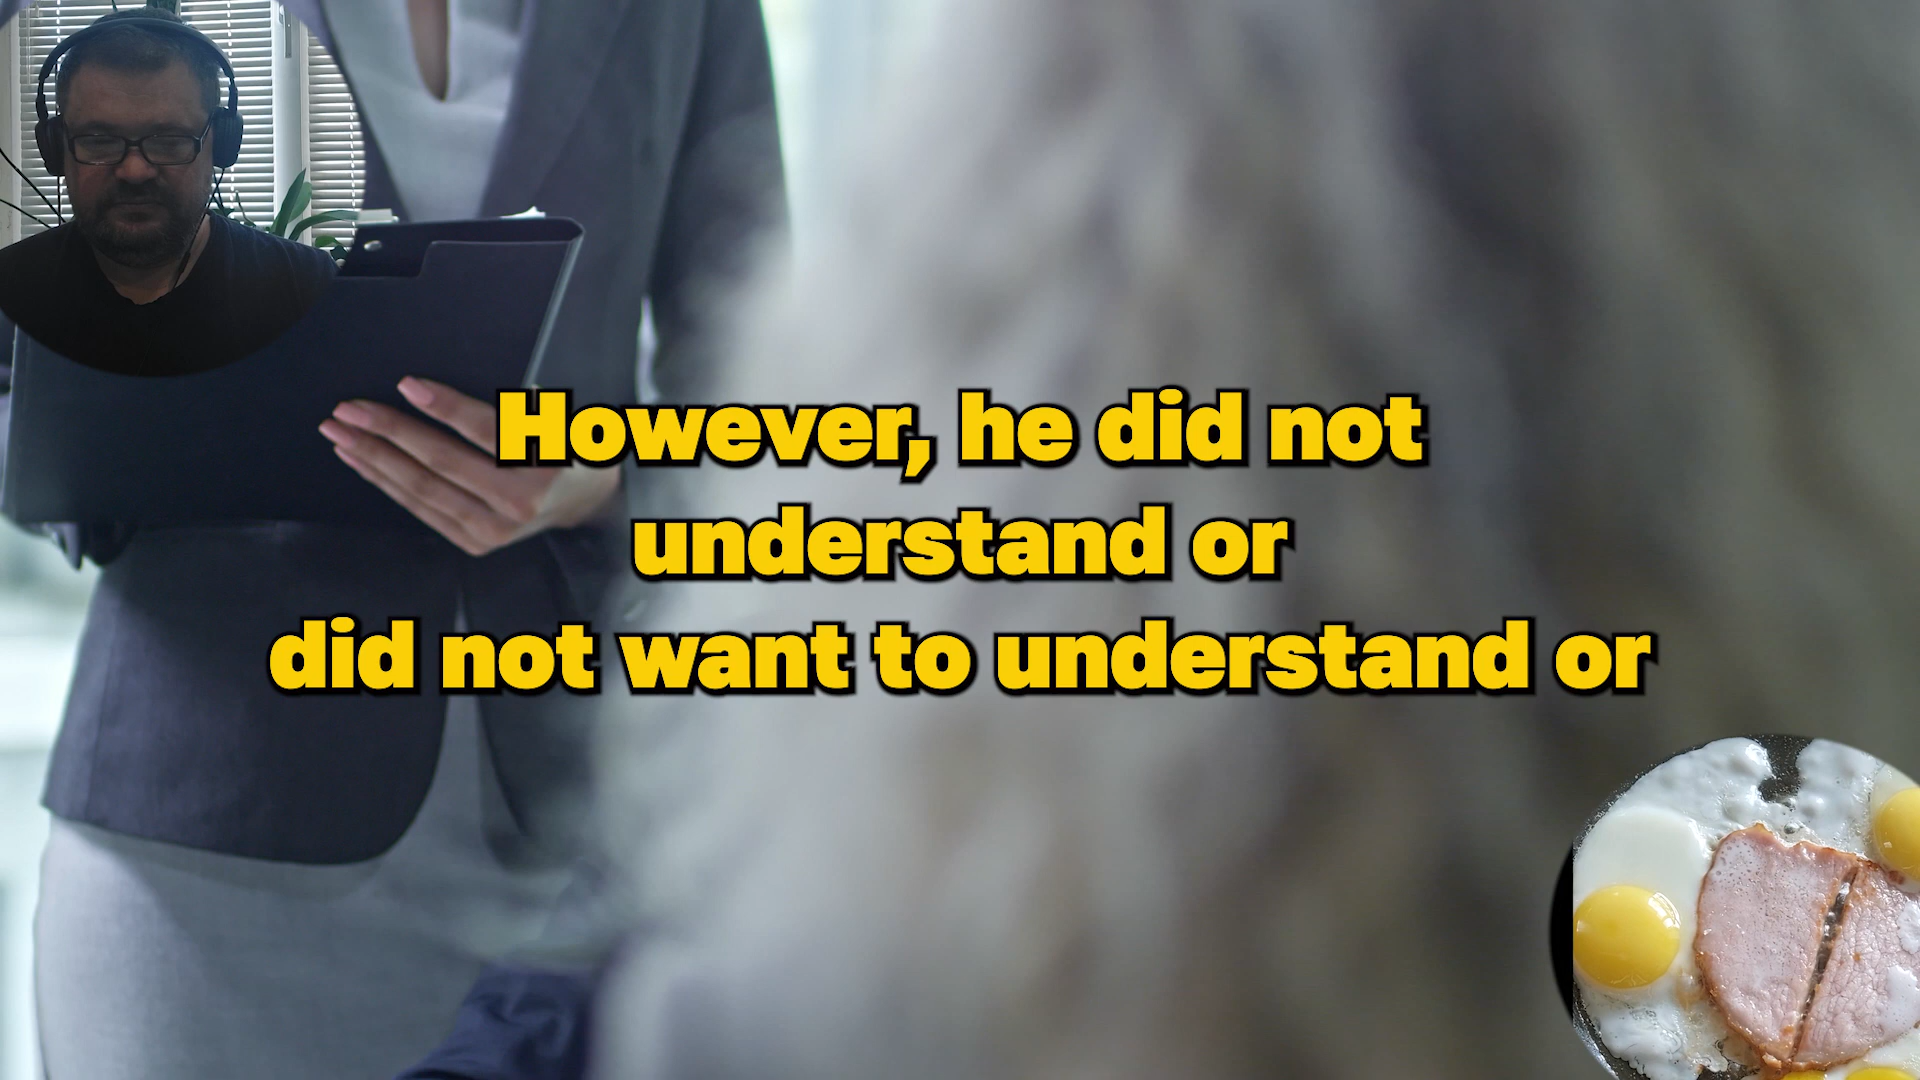 However, he did not
understand or
did not want to understand or